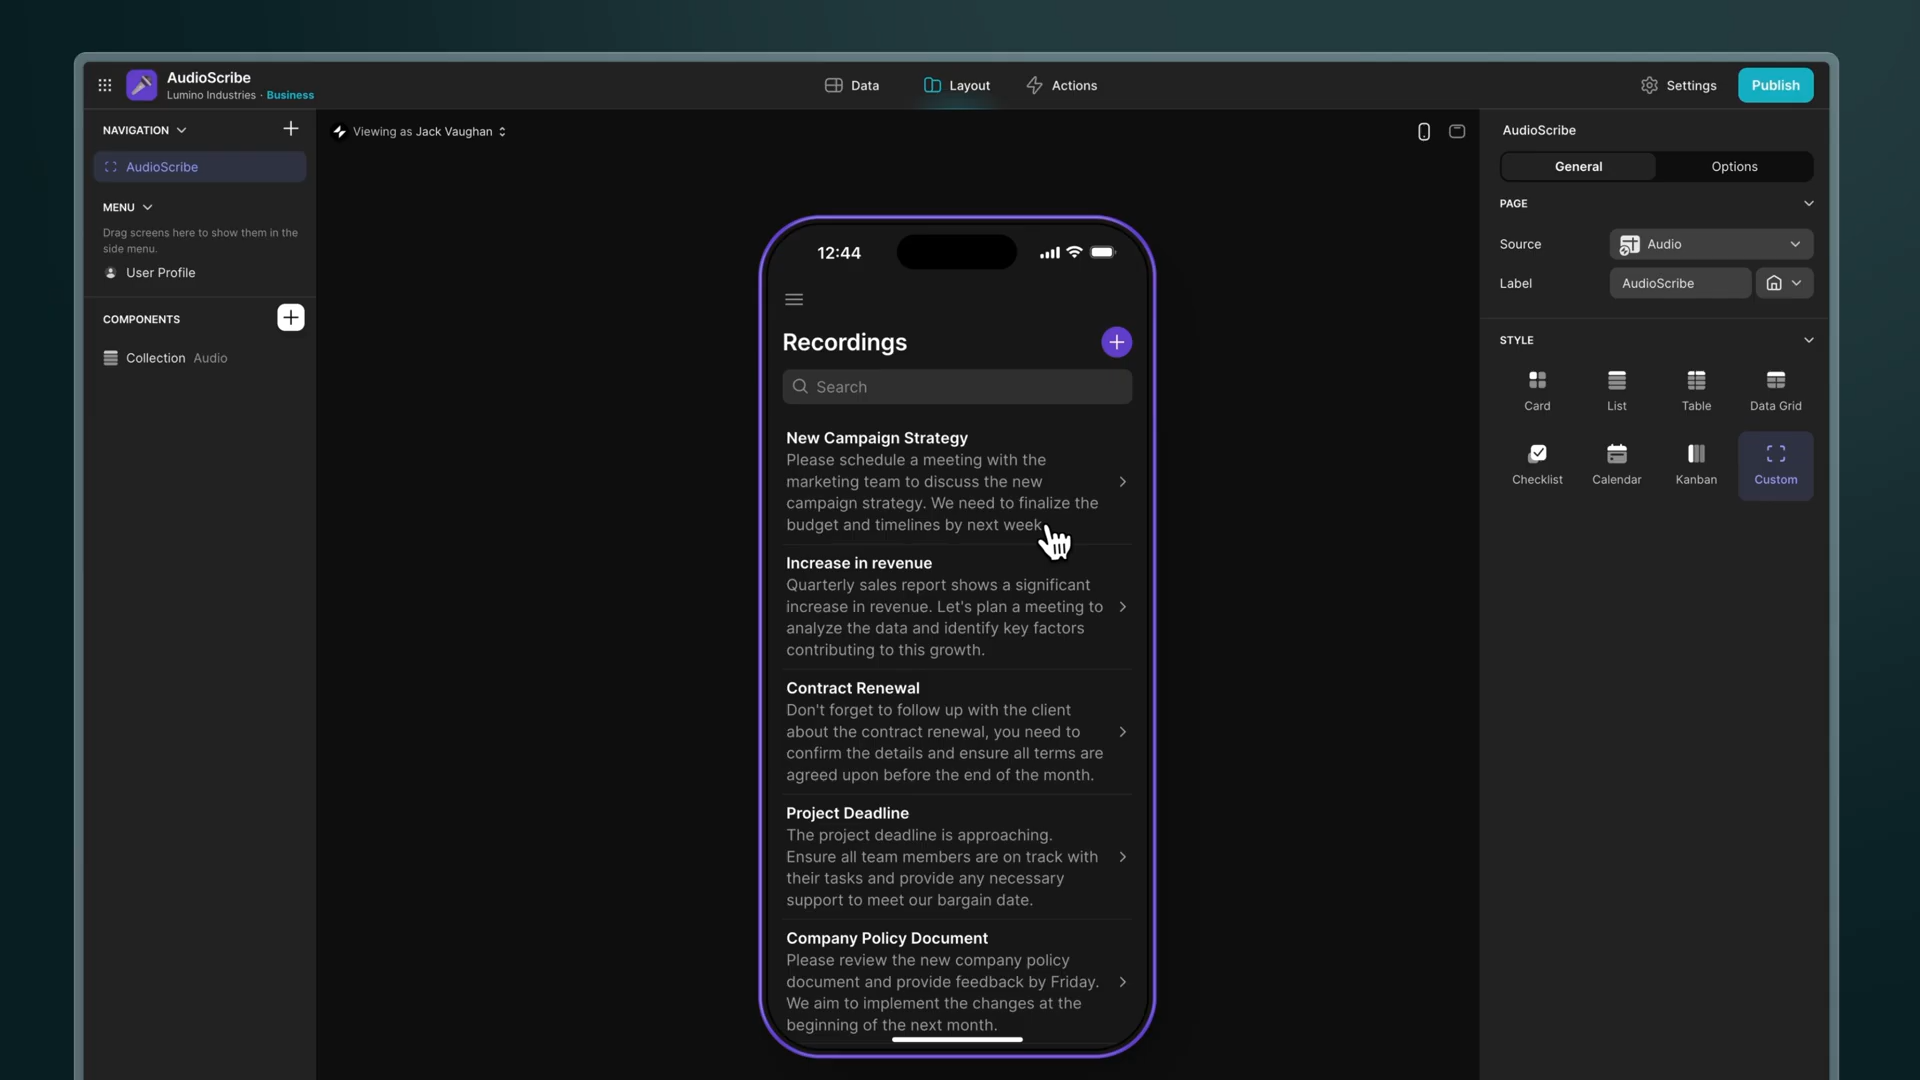 AudioScribe
Lumino Industries · Business
Data
Layout
Actions
Settings
Publish
NAVIGATION
AudioScribe
MENU
Drag screens here to show them in the
side menu.
User Profile
COMPONENTS
Collection Audio
Viewing as Jack Vaughan
12:44
Recordings
Search
New Campaign Strategy
Please schedule a meeting with the
marketing team to discuss the new
campaign strategy. We need to finalize the
budget and timelines by next week
Increase in revenue
Quarterly sales report shows a significant
increase in revenue. Let's plan a meeting to
analyze the data and identify key factors
contributing to this growth.
Contract Renewal
Don't forget to follow up with the client
about the contract renewal, you need to
confirm the details and ensure all terms are
agreed upon before the end of the month.
Project Deadline
The project deadline is approaching.
Ensure all team members are on track with
their tasks and provide any necessary
support to meet our bargain date.
Company Policy Document
Please review the new company policy
document and provide feedback by Friday.
We aim to implement the changes at the
beginning of the next month.
AudioScribe
General
Options
PAGE
Source
Audio
Label
AudioScribe
STYLE
Card
List
Table
Data Grid
Checklist
Calendar
Kanban
Custom